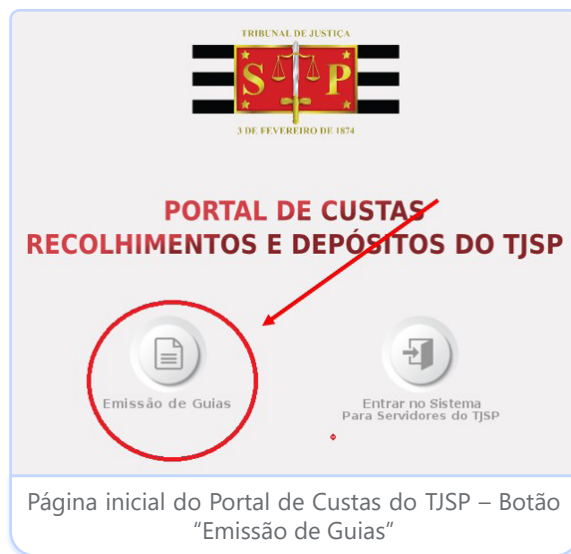 TRIBUNAL DE JUSTIÇA
S P
3 DE FEVEREIRO DE 1874
PORTAL DE CUSTAS
RECOLHIMENTOS E DEPÓSITOS DO TJSP
Emissão de Guias
Entrar no Sistema
Para Servidores do TJSP
Página inicial do Portal de Custas do TJSP – Botão
“Emissão de Guias”